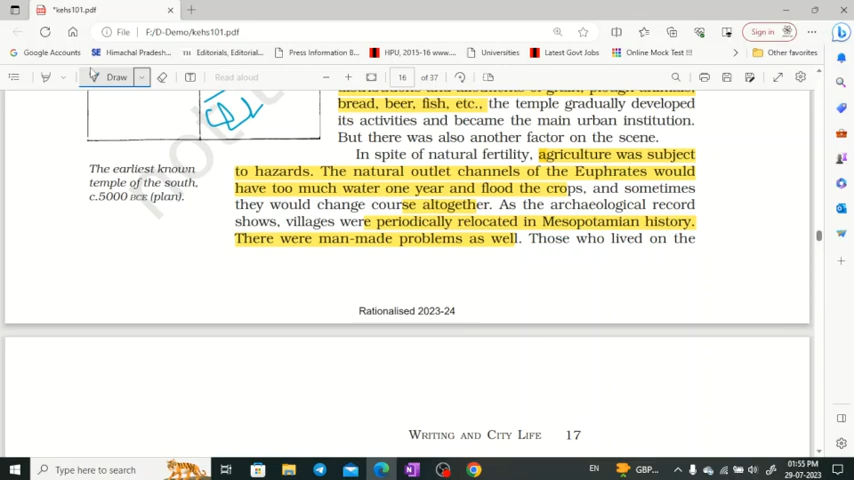 *kehs101.pdf
File
F:/D-Demo/kehs101.pdf
Sign in
Google Accounts
SE Himachal Pradesh...
TH Editorials, Editorial...
Press Information B...
HPU, 2015-16 www....
Universities
Latest Govt Jobs
Online Mock Test !!!
Other favorites
Draw
Read aloud
16 of 37
bread, beer, fish, etc., the temple gradually developed
its activities and became the main urban institution.
But there was also another factor on the scene.
In spite of natural fertility, agriculture was subject
to hazards. The natural outlet channels of the Euphrates would
have too much water one year and flood the crops, and sometimes
they would change course altogether. As the archaeological record
shows, villages were periodically relocated in Mesopotamian history.
There were man-made problems as well. Those who lived on the
The earliest known
temple of the south,
c.5000 BCE (plan).
not
Rationalised 2023-24
WRITING AND CITY LIFE 17
Type here to search
EN
GBP...
01:55 PM
29-07-2023